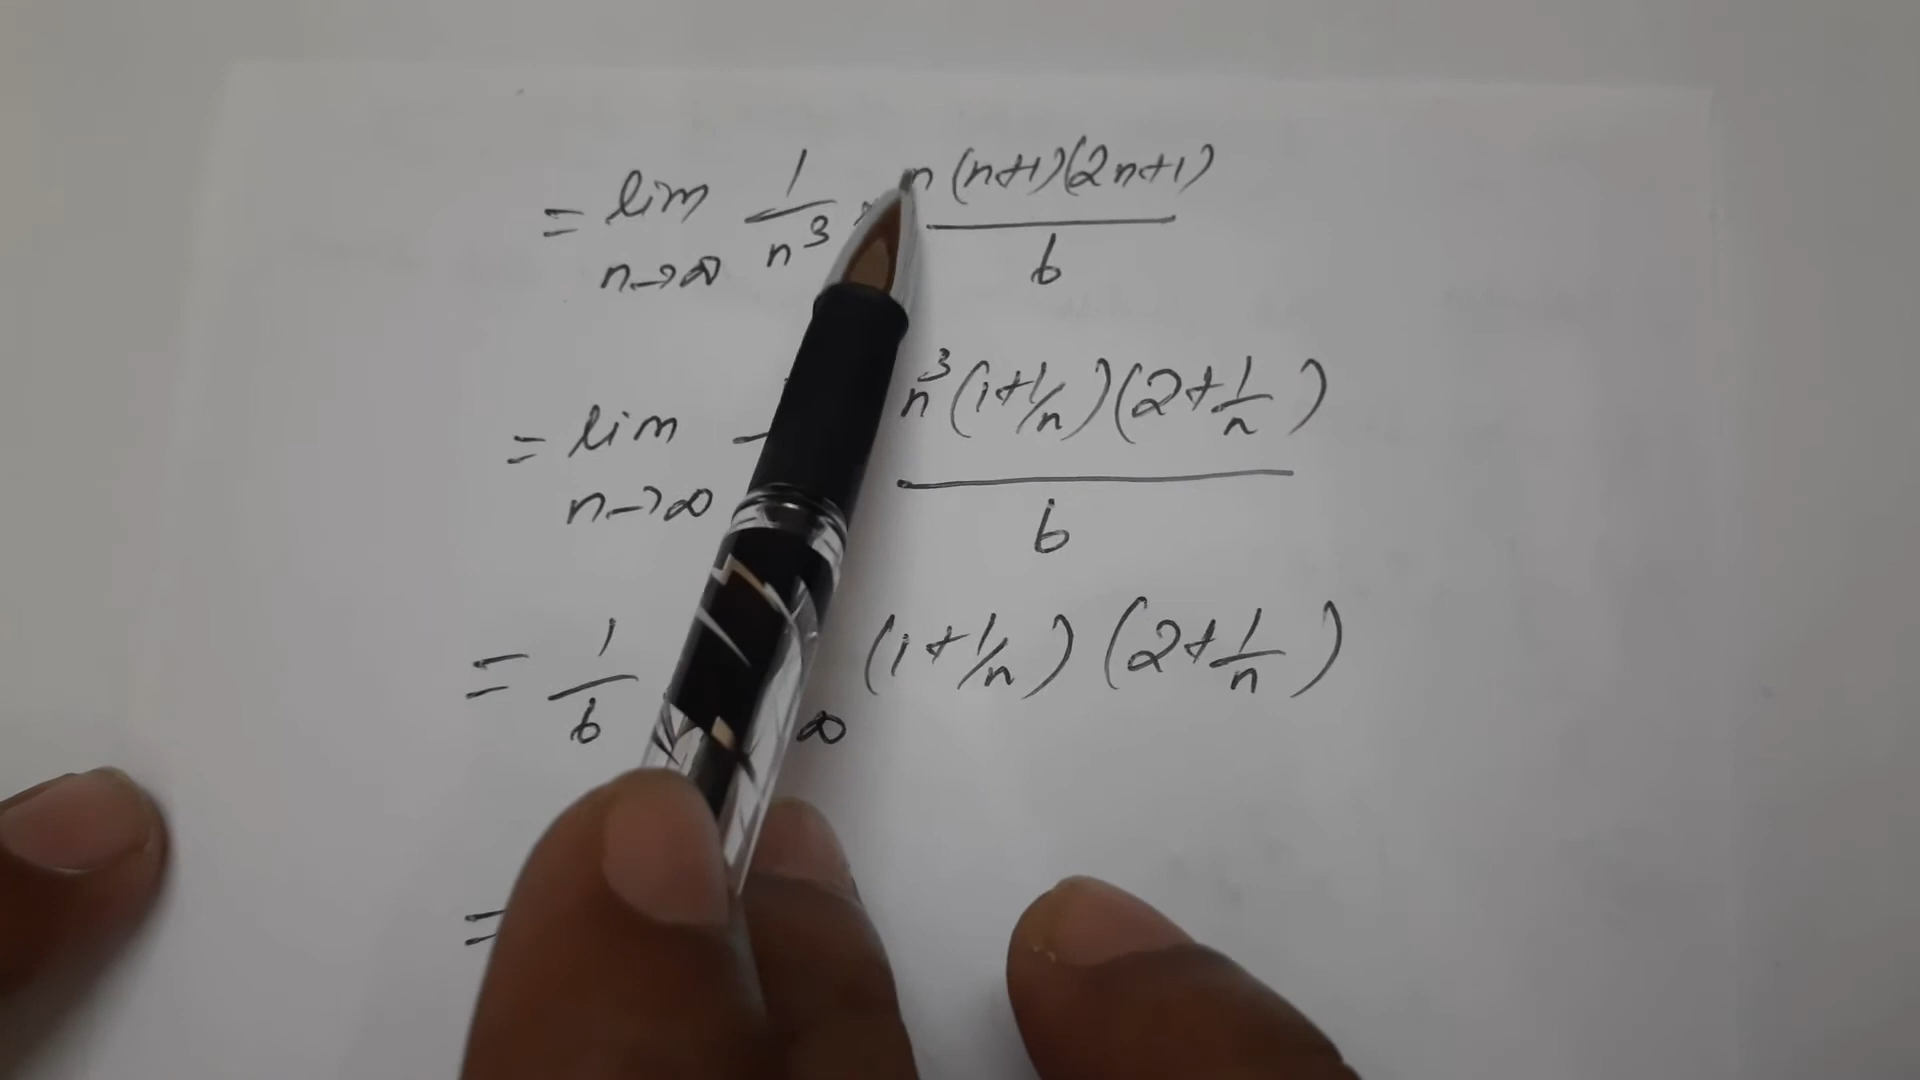 = lim 1/n³ × n(n+1)(2n+1)/6
n→∞
= lim n³(1+1/n)(2+1/n)/6
n→∞
= 1/6 (1+1/n)(2+1/n)
∞
=